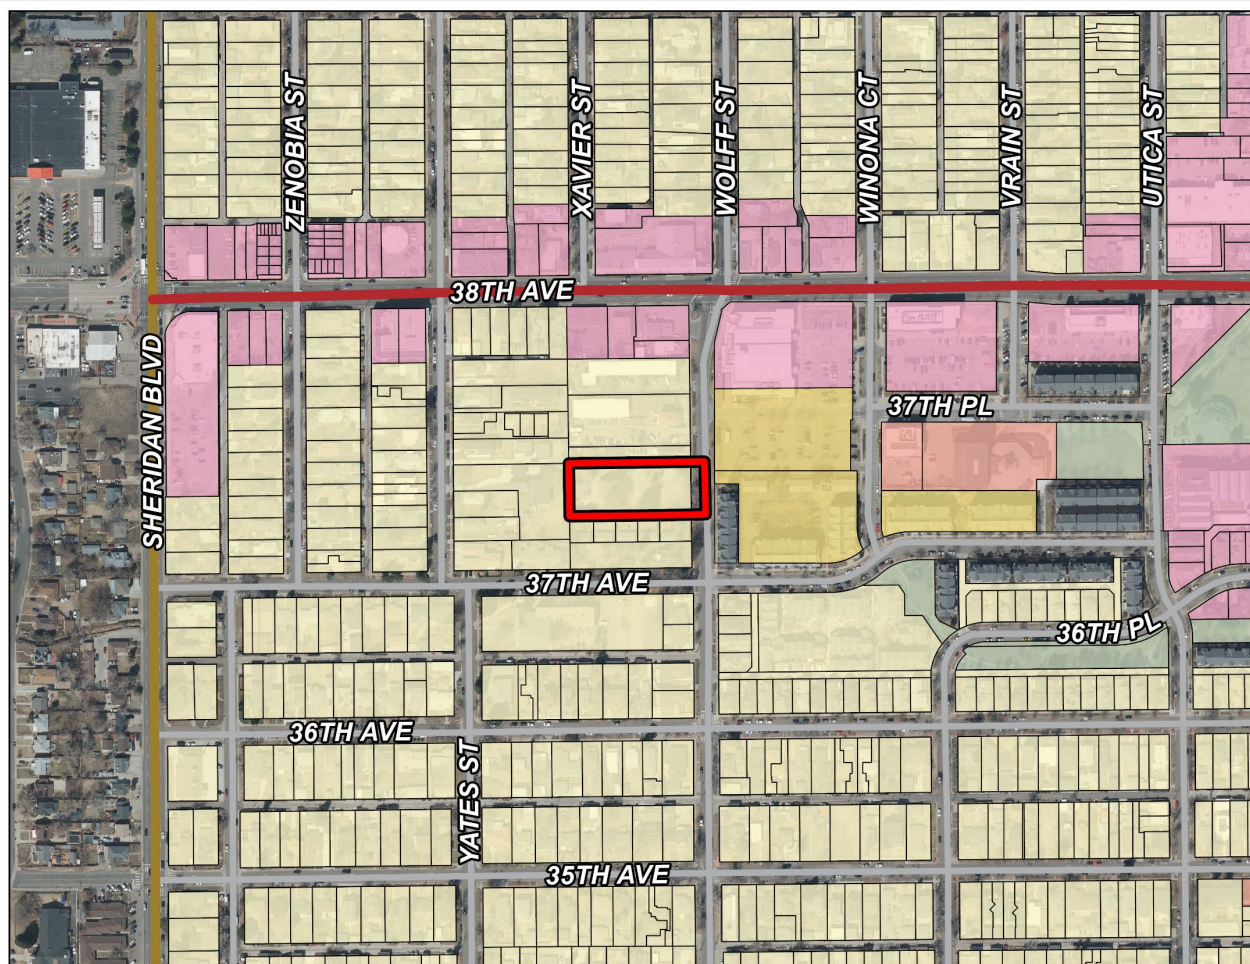 ZENOBIA ST
XAVIER ST
WOLFF ST
WINONA CT
VRAIN ST
UTICA ST
38TH AVE
SHERIDAN BLVD
37TH PL
37TH AVE
36TH PL
36TH AVE
YATES ST
35TH AVE